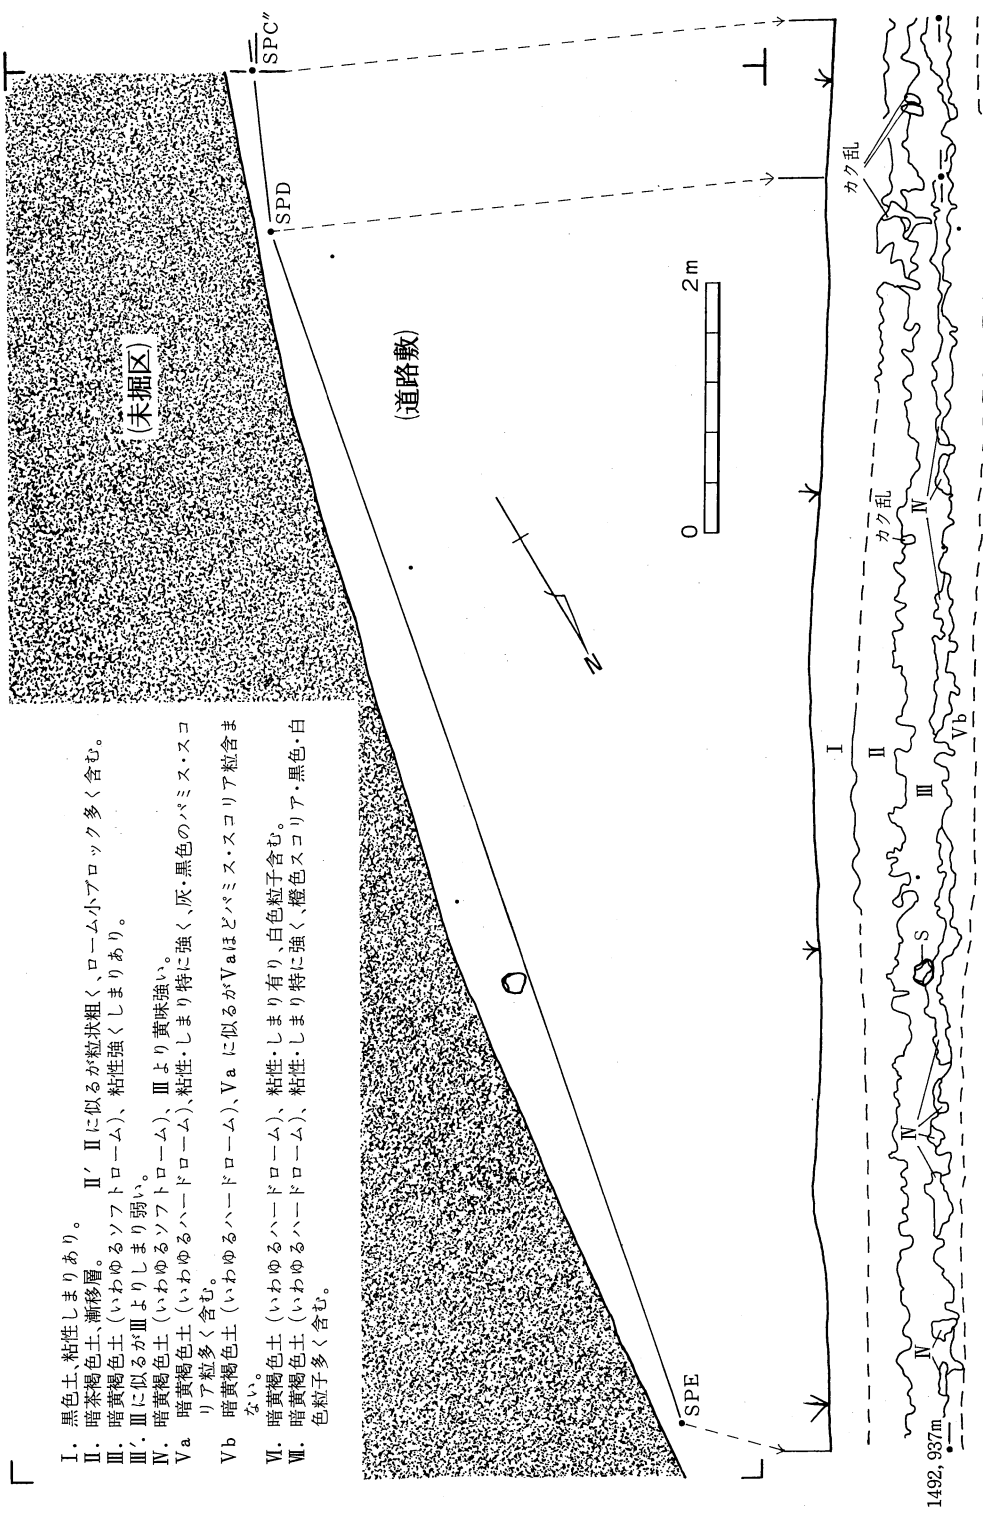 I. 黒色土、粘性しまりあり。
II. 暗茶褐色土、漸移層。 II′ IIに似るが粒状粗く、ローム小ブロック多く含む。
III. 暗黄褐色土(いわゆるソフトローム)、粘性強くしまりあり。
III′. IIIに似るがIIIよりしまり弱い。
IV. 暗黄褐色土(いわゆるソフトローム)、IIIより黄味強い。
Va 暗黄褐色土(いわゆるハードローム)、粘性・しまり特に強く、灰・黒色のパミス・スコ
リア粒多く含む。
Vb 暗黄褐色土(いわゆるハードローム)、Vaに似るがVaほどパミス・スコリア粒含ま
ない。
VI. 暗黄褐色土(いわゆるハードローム)、粘性・しまり有り、白色粒子含む。
VII. 暗黄褐色土(いわゆるハードローム)、粘性・しまり特に強く、橙色スコリア・黒色・白
色粒子多く含む。
(未掘区)
SPC″
SPD
(道路敷)
SPE
N
0 2m
I
II
III
カク乱
カク乱
IV
Vb
S
IV
IV
1492,937m